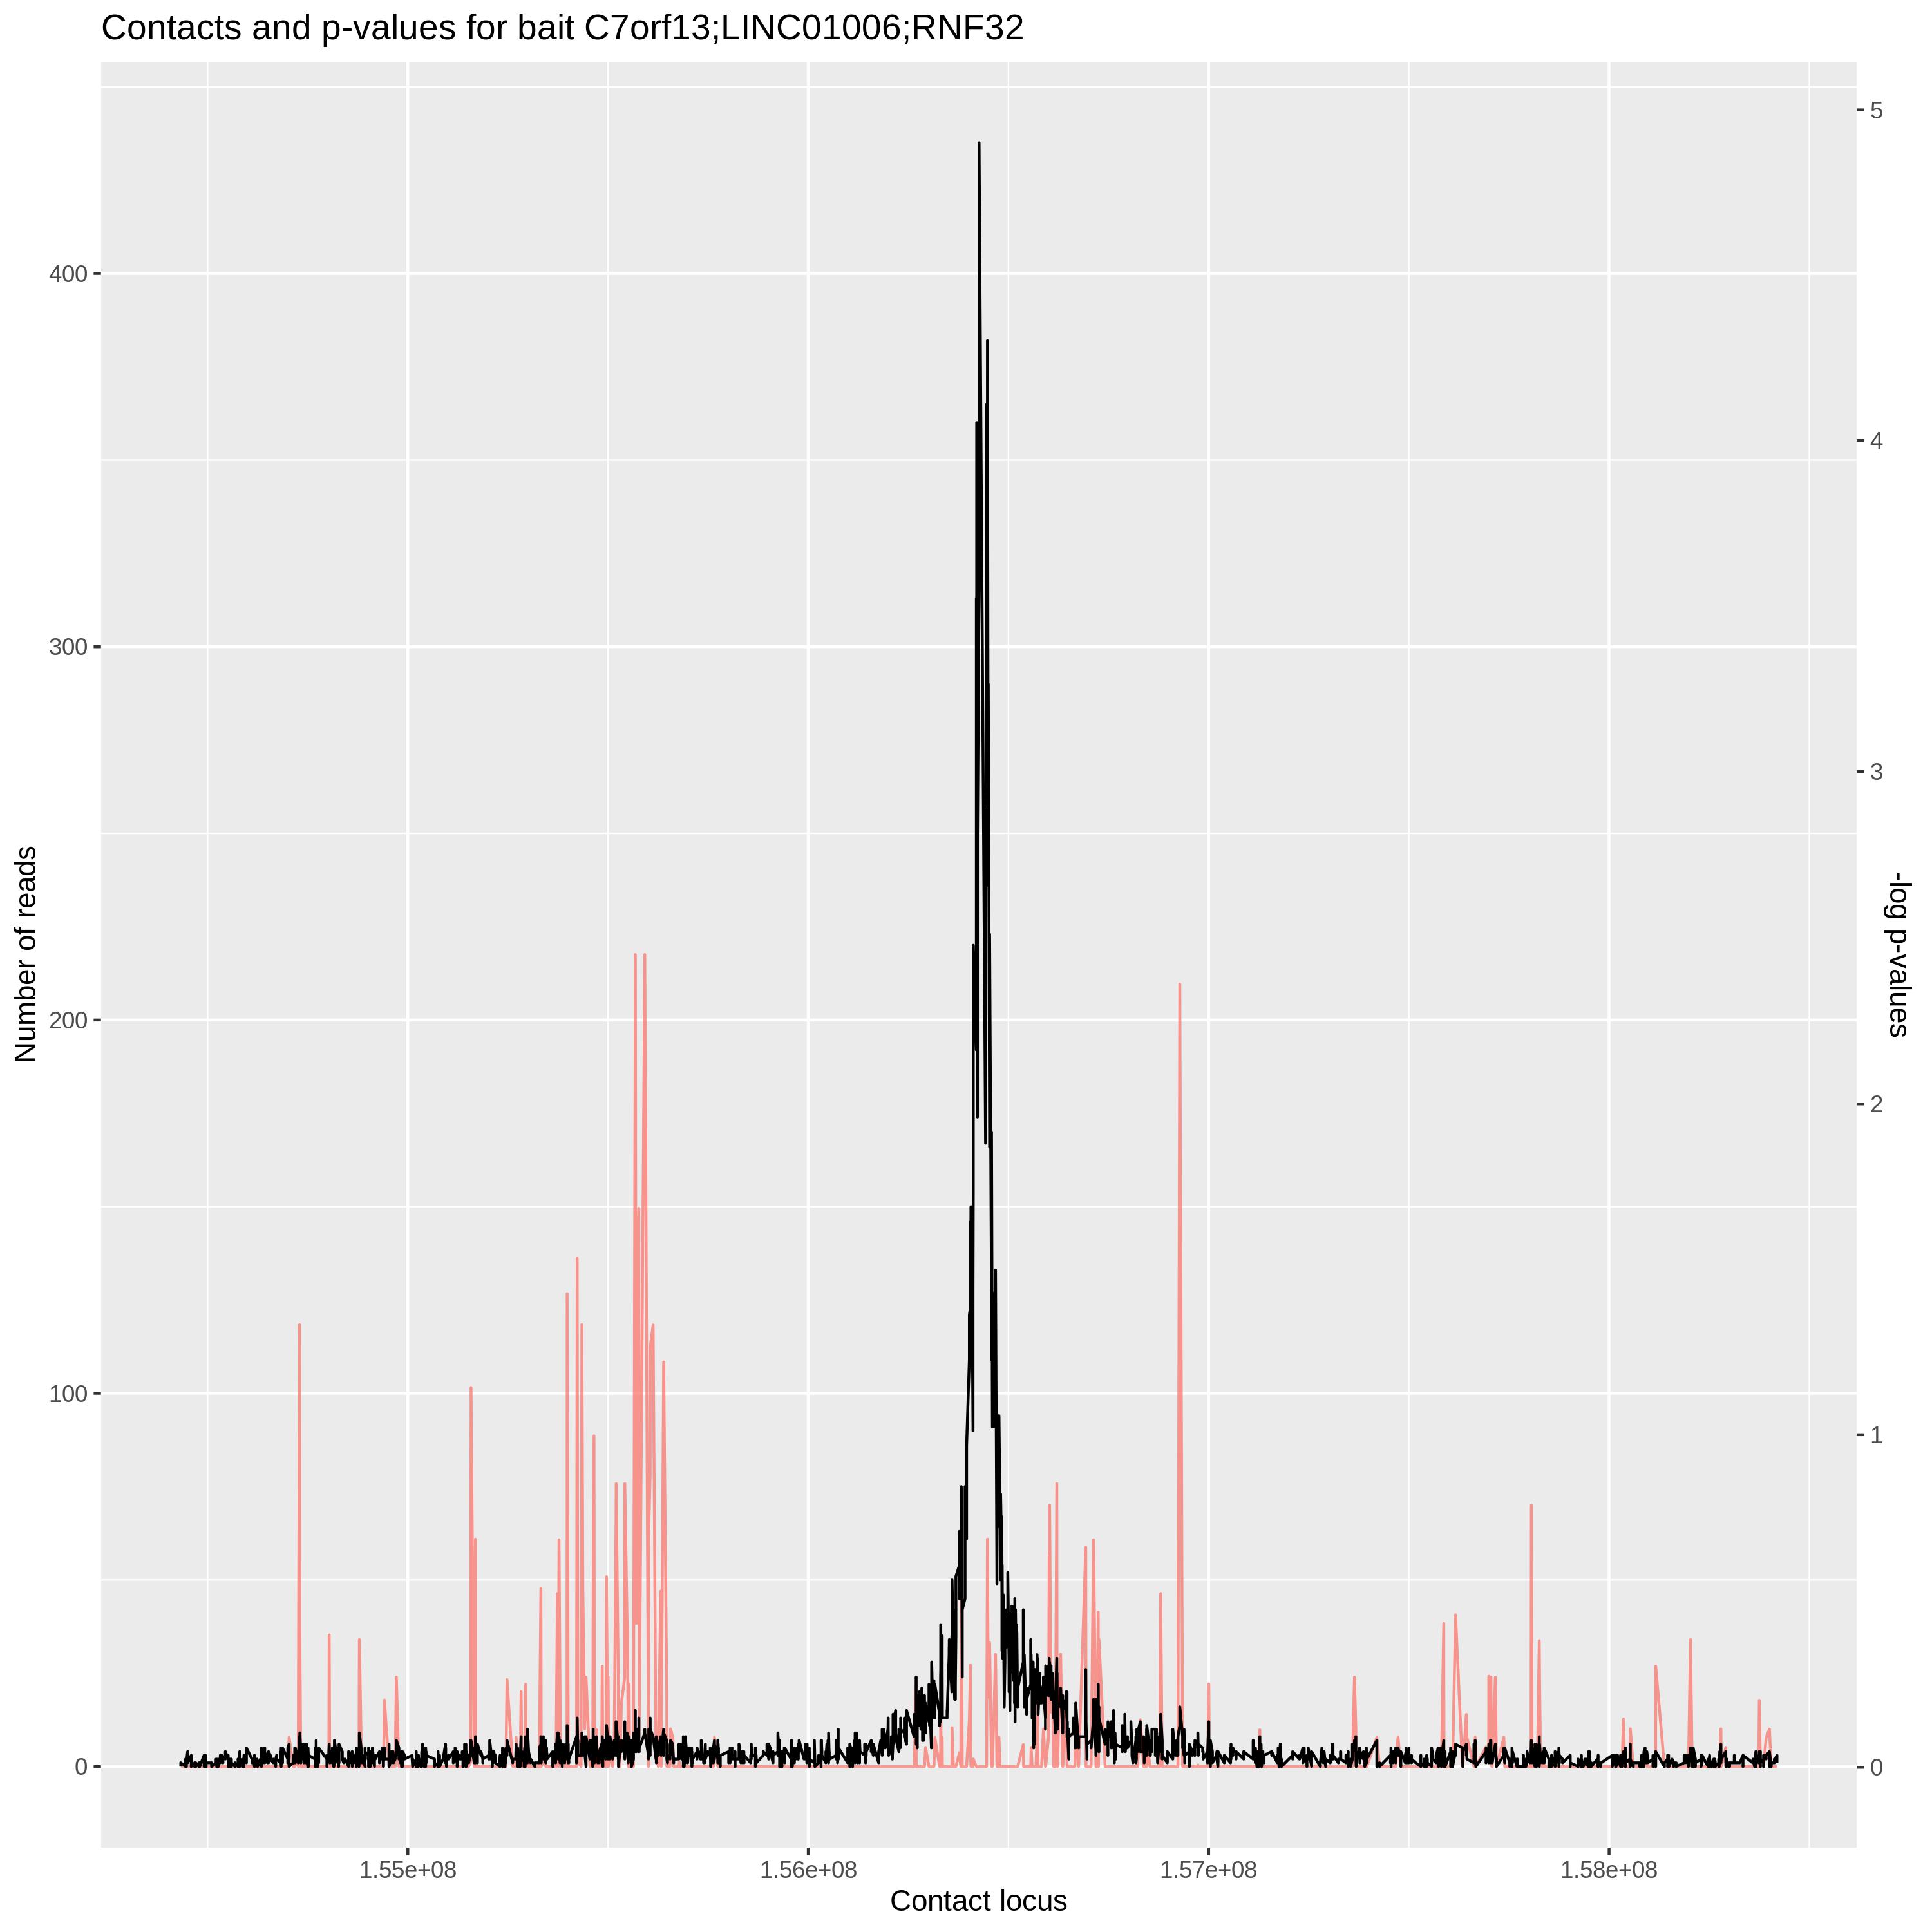 Contacts and p-values for bait C7orf13;LINC01006;RNF32
Number of reads
400
300
200
100
0
5
4
3
2
1
0
-log p-values
1.55e+08 1.56e+08 1.57e+08 1.58e+08
Contact locus